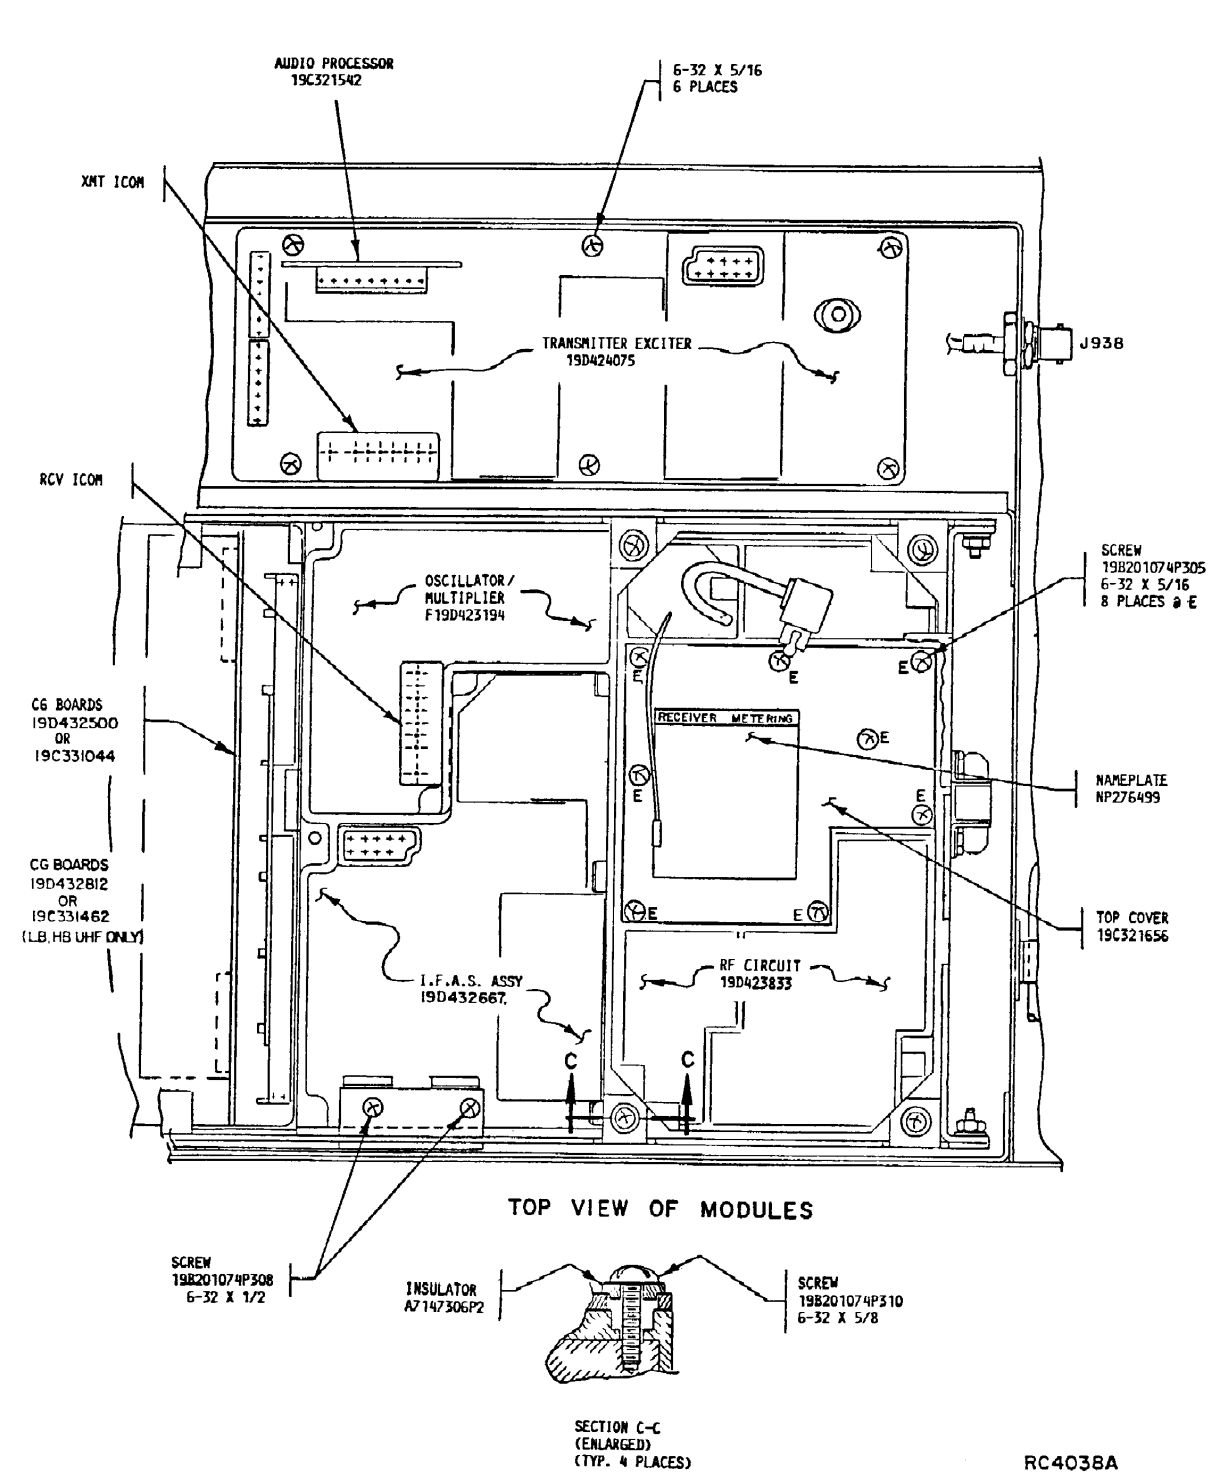 AUDIO PROCESSOR
19C321542
6-32 X 5/16
6 PLACES
XMT ICOM
TRANSMITTER EXCITER
19D424075
J938
RCV ICOM
OSCILLATOR/
MULTIPLIER
F19D423194
SCREW
19B201074P305
6-32 X 5/16
8 PLACES @ E
E
E
E
RECEIVER METERING
E
E
E
CG BOARDS
19D432500
OR
19C331044
NAMEPLATE
NP276499
CG BOARDS
19D432812
OR
19C331462
(LB, HB UHF ONLY)
E
E
TOP COVER
19C321656
I.F.A.S. ASSY
19D432667
RF CIRCUIT
19D423833
C
C
TOP VIEW OF MODULES
SCREW
19B201074P308
6-32 X 1/2
INSULATOR
A7147306P2
SCREW
19B201074P310
6-32 X 5/8
SECTION C-C
(ENLARGED)
(TYP. 4 PLACES)
RC4038A